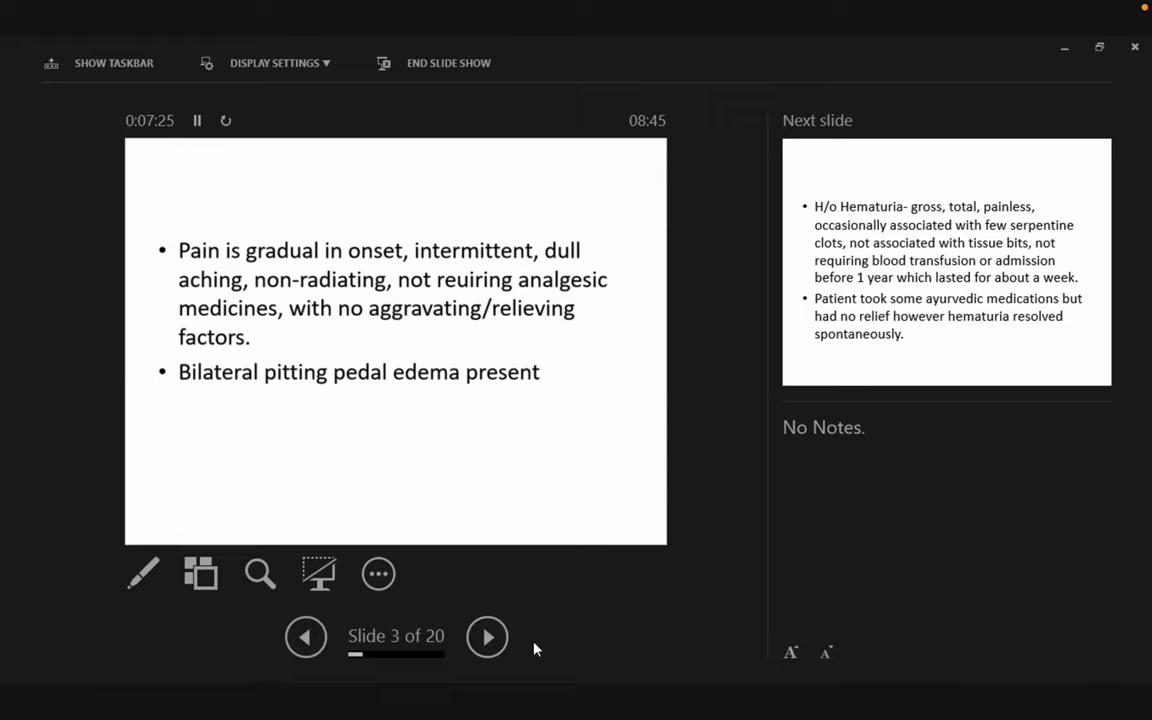 SHOW TASKBAR DISPLAY SETTINGS ▼ END SLIDE SHOW
0:07:25 08:45
• Pain is gradual in onset, intermittent, dull
aching, non-radiating, not reuiring analgesic
medicines, with no aggravating/relieving
factors.
• Bilateral pitting pedal edema present
Slide 3 of 20
Next slide
• H/o Hematuria- gross, total, painless,
occasionally associated with few serpentine
clots, not associated with tissue bits, not
requiring blood transfusion or admission
before 1 year which lasted for about a week.
• Patient took some ayurvedic medications but
had no relief however hematuria resolved
spontaneously.
No Notes.
A A